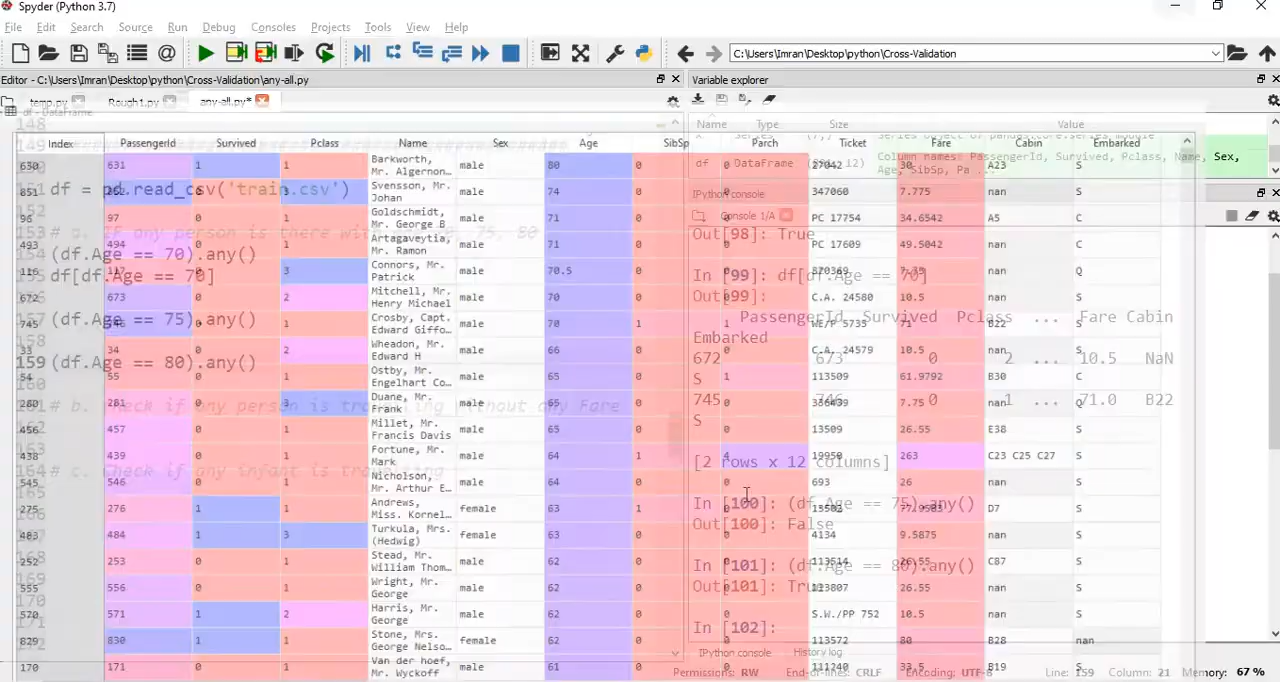 Spyder (Python 3.7)
File Edit Search Source Run Debug Consoles Projects Tools View Help
C:\Users\Imran\Desktop\python\Cross-Validation
Editor - C:\Users\Imran\Desktop\python\Cross-Validation\any-all.py
Variable explorer
temp.py Rough1.py any-all.py*
df - DataFrame
Name Type Size Value
Index PassengerId Survived Pclass Name Sex Age SibSp Parch Ticket Fare Cabin Embarked
630 631 1 1 Barkworth, Mr. Algernon… male 80 0 0 27042 30 A23 S
851 3 Svensson, Mr. Johan male 74 0 0 347060 7.775 nan S
96 97 0 1 Goldschmidt, Mr. George B male 71 0 0 PC 17754 34.6542 A5 C
493 494 0 1 Artagaveytia, Mr. Ramon male 71 0 0 PC 17609 49.5042 nan C
116 117 0 3 Connors, Mr. Patrick male 70.5 0 0 370369 7.75 nan Q
672 673 0 2 Mitchell, Mr. Henry Michael male 70 0 0 C.A. 24580 10.5 nan S
745 746 0 1 Crosby, Capt. Edward Giffo… male 70 1 1 WE/P 5735 71 B22 S
33 34 0 2 Wheadon, Mr. Edward H male 66 0 0 C.A. 24579 10.5 nan S
54 55 0 1 Ostby, Mr. Engelhart Co… male 65 0 1 113509 61.9792 B30 C
280 281 0 3 Duane, Mr. Frank male 65 0 0 336439 7.75 nan Q
456 457 0 1 Millet, Mr. Francis Davis male 65 0 0 13509 26.55 E38 S
438 439 0 1 Fortune, Mr. Mark male 64 1 4 19950 263 C23 C25 C27 S
545 546 0 1 Nicholson, Mr. Arthur E… male 64 0 0 693 26 nan S
275 276 1 1 Andrews, Miss. Kornel… female 63 1 0 13502 77.9583 D7 S
483 484 1 3 Turkula, Mrs. (Hedwig) female 63 0 0 4134 9.5875 nan S
252 253 0 1 Stead, Mr. William Thom… male 62 0 0 113514 26.55 C87 S
555 556 0 1 Wright, Mr. George male 62 0 0 113807 26.55 nan S
570 571 1 2 Harris, Mr. George male 62 0 0 S.W./PP 752 10.5 nan S
829 830 1 1 Stone, Mrs. George Nelso… female 62 0 0 113572 80 B28 nan
170 171 0 1 Van der hoef, Mr. Wyckoff male 61 0 0 111240 33.5 B19 S
df = pd.read_csv('train.csv')
(df.Age == 70).any()
df[df.Age == 70]
(df.Age == 75).any()
159 (df.Age == 80).any()
# b. Check if any person is travelling without any Fare
# c. Check if any infant is travelling
df DataFrame 12) Column names: PassengerId, Survived, Pclass, Name, Sex, Age, SibSp, Pa ...
IPython console
Console 1/A
Out[98]: True
In [99]: df[df.Age == 70]
Out[99]:
PassengerId Survived Pclass ... Fare Cabin
Embarked
672 673 0 2 ... 10.5 NaN
S
745 746 0 1 ... 71.0 B22
S
[2 rows x 12 columns]
In [100]: (df.Age == 75).any()
Out[100]: False
In [101]: (df.Age == 80).any()
Out[101]: True
In [102]:
IPython console History log
Permissions: RW End-of-lines: CRLF Encoding: UTF-8 Line: 159 Column: 21 Memory: 67 %